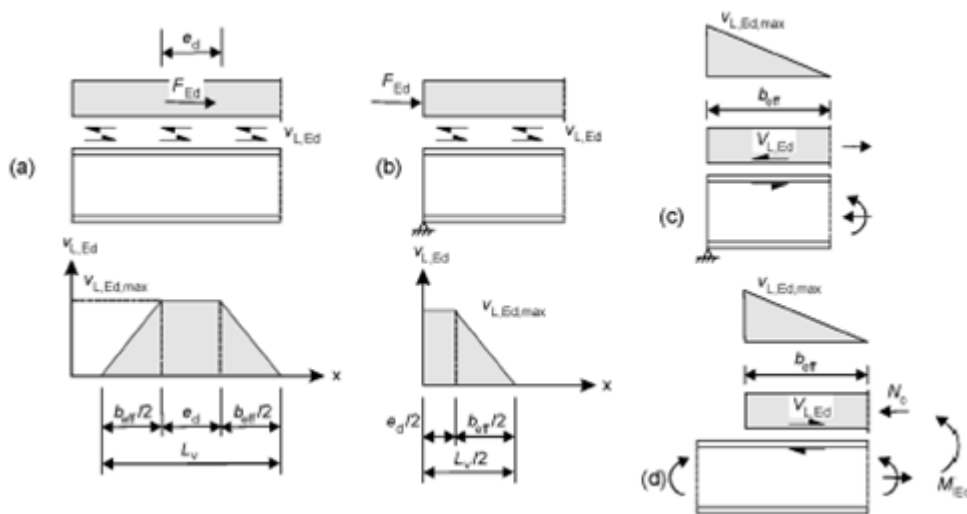 e_d
F_Ed
v_L,Ed
(a)
v_L,Ed
v_L,Ed,max
x
b_eff/2 e_d b_eff/2
L_v
F_Ed
v_L,Ed
(b)
v_L,Ed
v_L,Ed,max
x
e_d/2 b_eff/2
L_v/2
v_L,Ed,max
b_eff
V_L,Ed
(c)
v_L,Ed,max
b_eff
N_c
V_L,Ed
(d)
M_Ed